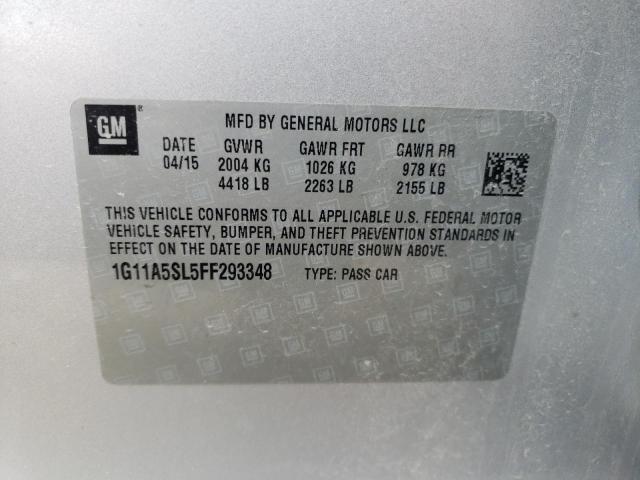 GM ®
MFD BY GENERAL MOTORS LLC
DATE GVWR GAWR FRT GAWR RR
04/15 2004 KG 1026 KG 978 KG
4418 LB 2263 LB 2155 LB
THIS VEHICLE CONFORMS TO ALL APPLICABLE U.S. FEDERAL MOTOR
VEHICLE SAFETY, BUMPER, AND THEFT PREVENTION STANDARDS IN
EFFECT ON THE DATE OF MANUFACTURE SHOWN ABOVE.
1G11A5SL5FF293348 TYPE: PASS CAR